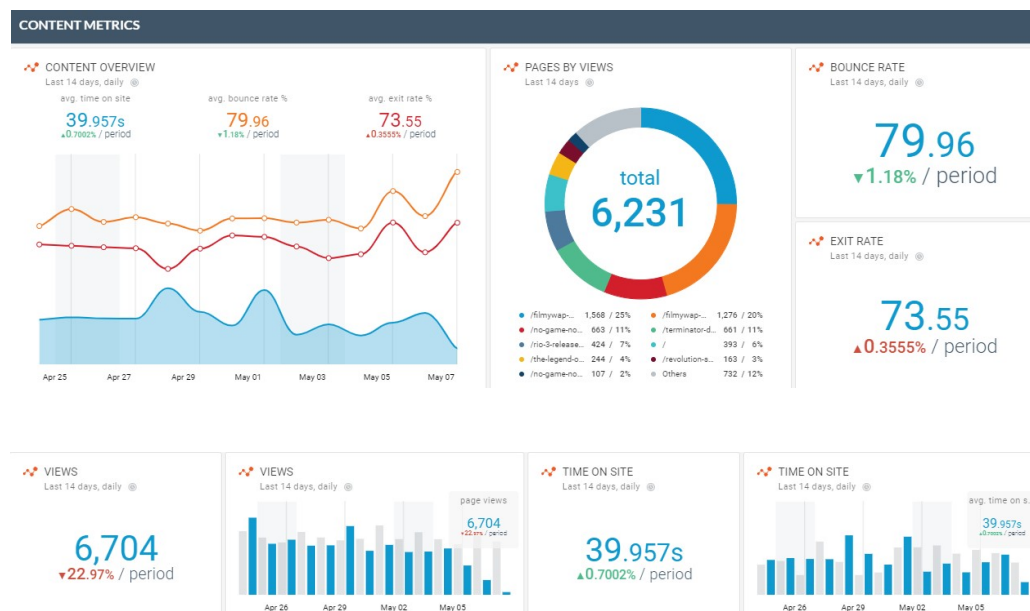 CONTENT METRICS
CONTENT OVERVIEW
Last 14 days, daily
avg. time on site
39.957s
▲0.7002% / period
avg. bounce rate %
79.96
▼1.18% / period
avg. exit rate %
73.55
▲0.3555% / period
Apr 25 Apr 27 Apr 29 May 01 May 03 May 05 May 07
PAGES BY VIEWS
Last 14 days
total
6,231
/filmywap-... 1,568 / 25% /filmywap-... 1,276 / 20%
/no-game-no... 663 / 11% /terminator-d... 661 / 11%
/rio-3-release... 424 / 7% / 393 / 6%
/the-legend-o... 244 / 4% /revolution-s... 163 / 3%
/no-game-no... 107 / 2% Others 732 / 12%
BOUNCE RATE
Last 14 days, daily
79.96
▼1.18% / period
EXIT RATE
Last 14 days, daily
73.55
▲0.3555% / period
VIEWS
Last 14 days, daily
6,704
▼22.97% / period
VIEWS
Last 14 days, daily
page views
6,704
▼22.97% / period
Apr 26 Apr 29 May 02 May 05
TIME ON SITE
Last 14 days, daily
39.957s
▲0.7002% / period
TIME ON SITE
Last 14 days, daily
avg. time on s...
39.957s
▲0.7002% / period
Apr 26 Apr 29 May 02 May 05